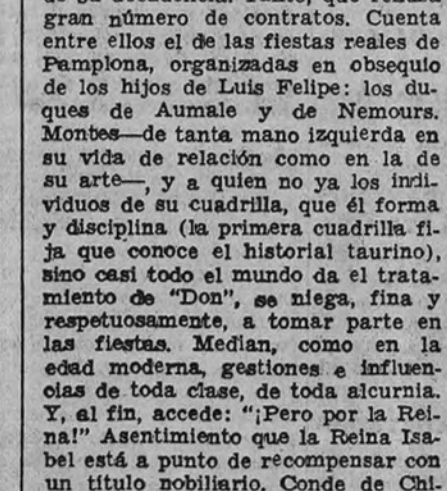 gran número de contratos. Cuenta
entre ellos el de las fiestas reales de
Pamplona, organizadas en obsequio
de los hijos de Luis Felipe: los du-
ques de Aumale y de Nemours.
Montes—de tanta mano izquierda en
su vida de relación como en la de
su arte—, y a quien no ya los indi-
viduos de su cuadrilla, que él forma
y disciplina (la primera cuadrilla fi-
ja que conoce el historial taurino),
sino casi todo el mundo da el trata-
miento de "Don", se niega, fina y
respetuosamente, a tomar parte en
las fiestas. Median, como en la
edad moderna, gestiones e influen-
cias de toda clase, de toda alcurnia.
Y, al fin, accede: "¡Pero por la Rei-
na!" Asentimiento que la Reina Isa-
bel está a punto de recompensar con
un título nobiliario. Conde de Chi-